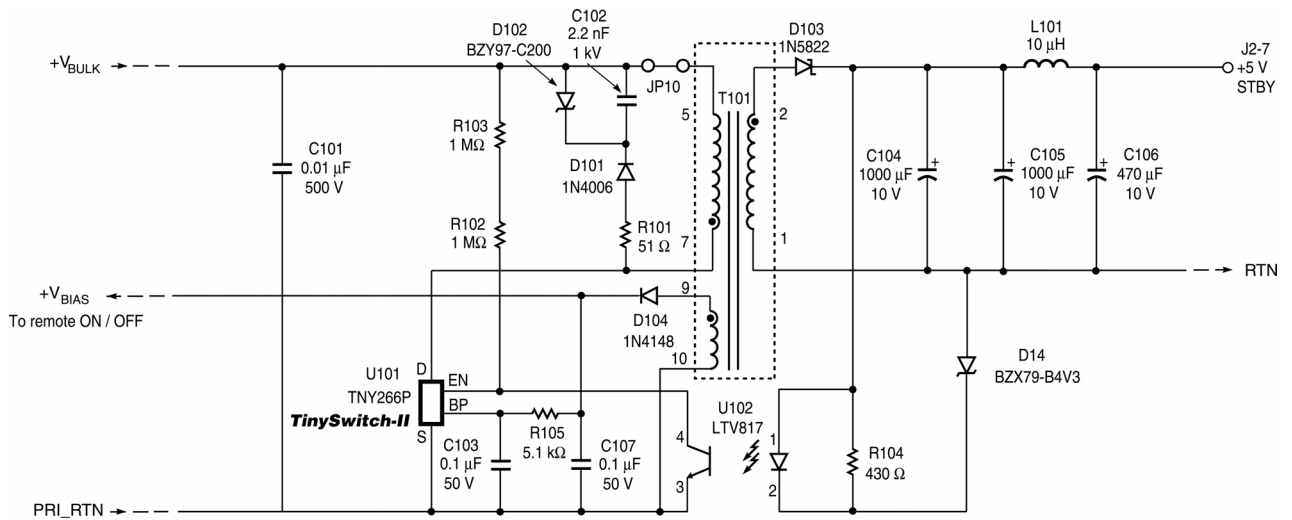 C102
2.2 nF
1 kV
D102
BZY97-C200
D103
1N5822
L101
10 µH
J2-7
+5 V
STBY
+V_BULK
JP10
T101
5
2
R103
1 MΩ
C101
0.01 µF
500 V
D101
1N4006
C104
1000 µF
10 V
+
C105
1000 µF
10 V
+
C106
470 µF
10 V
+
R102
1 MΩ
R101
51 Ω
7
1
RTN
+V_BIAS
To remote ON / OFF
9
D104
1N4148
10
D14
BZX79-B4V3
U101
TNY266P
TinySwitch-II
D
EN
BP
S
U102
LTV817
R105
5.1 kΩ
C103
0.1 µF
50 V
C107
0.1 µF
50 V
4
3
1
2
R104
430 Ω
PRI_RTN